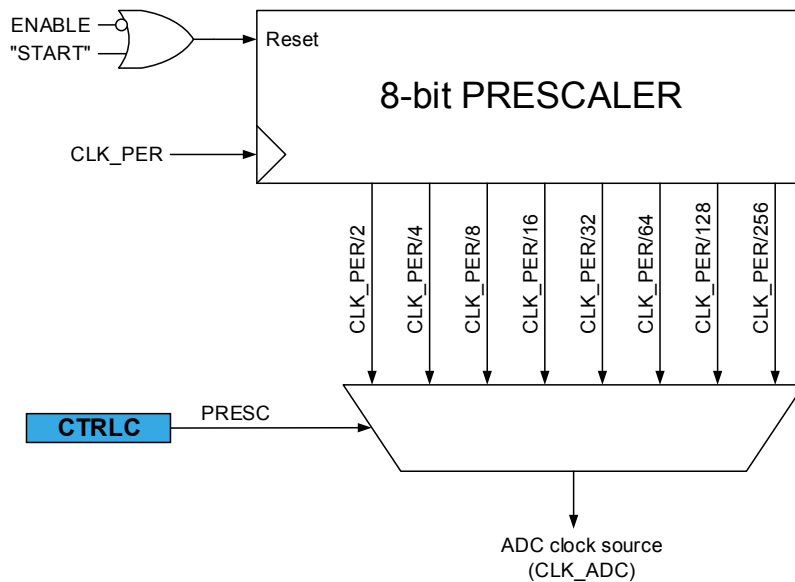 ENABLE
"START"
Reset
8-bit PRESCALER
CLK_PER
CLK_PER/2
CLK_PER/4
CLK_PER/8
CLK_PER/16
CLK_PER/32
CLK_PER/64
CLK_PER/128
CLK_PER/256
CTRLC
PRESC
ADC clock source
(CLK_ADC)